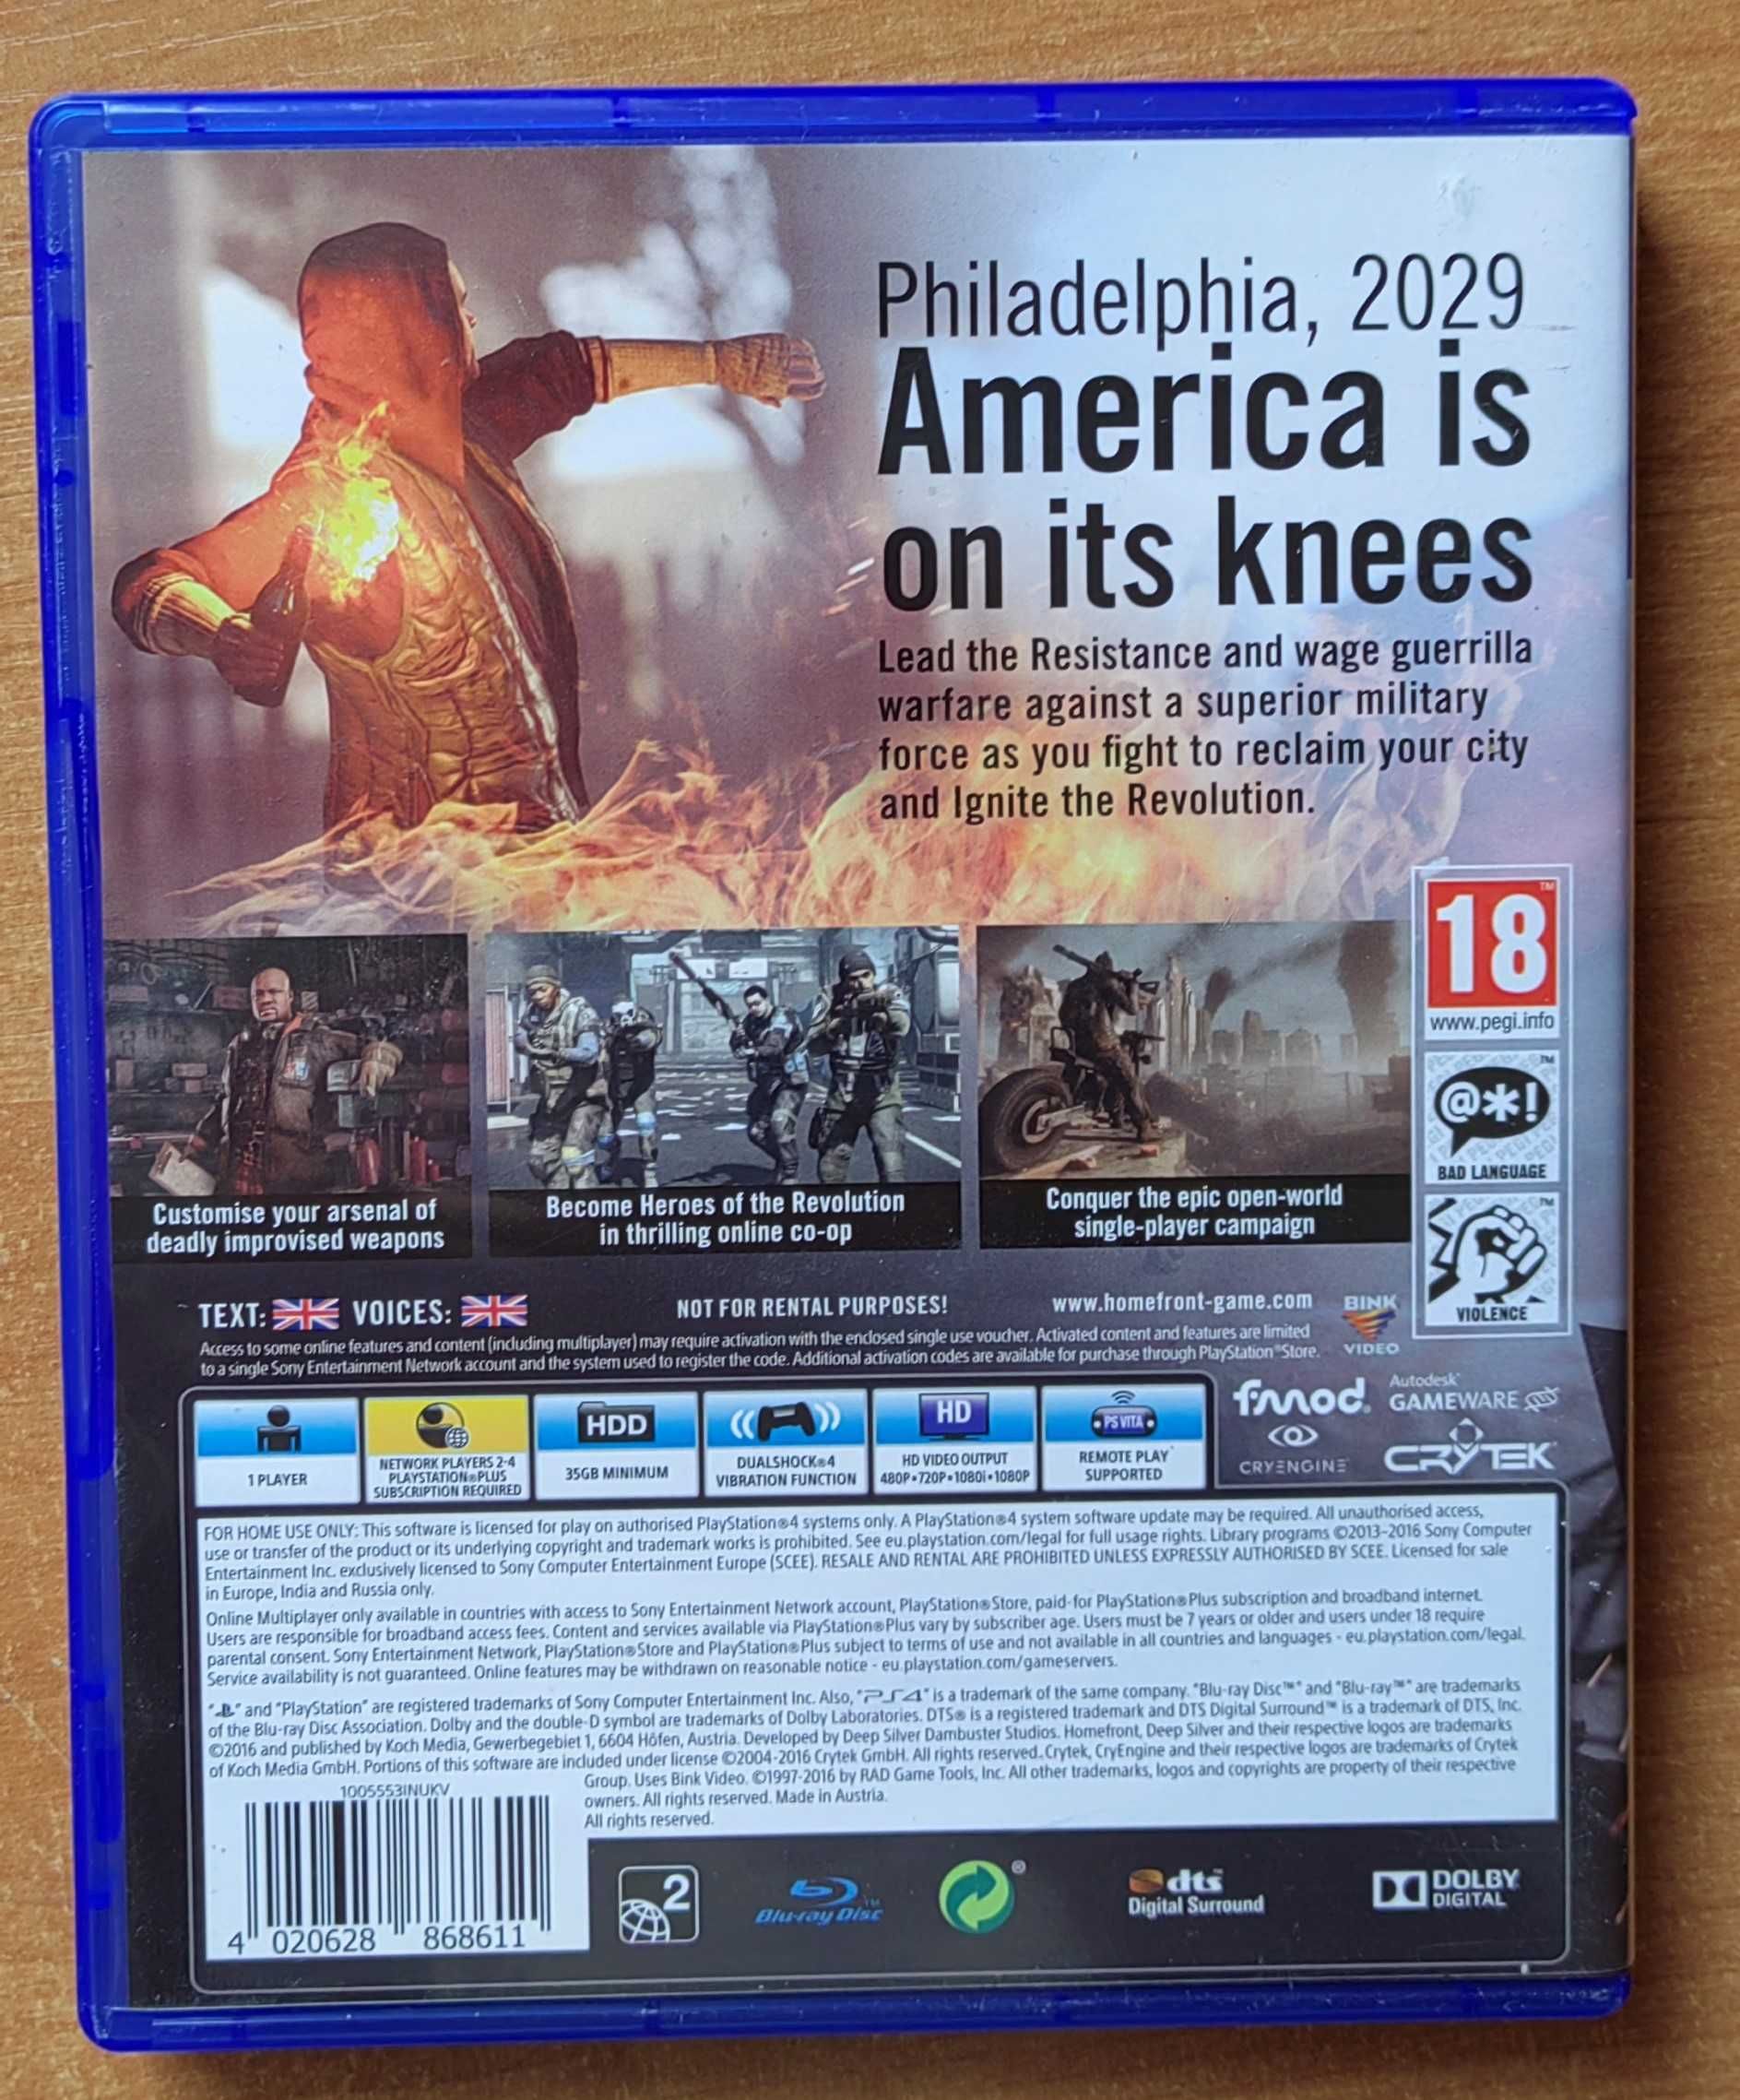 Philadelphia, 2029
America is
on its knees
Lead the Resistance and wage guerrilla
warfare against a superior military
force as you fight to reclaim your city
and Ignite the Revolution.
18™
www.pegi.info
@*!
BAD LANGUAGE
VIOLENCE
Customise your arsenal of
deadly improvised weapons
Become Heroes of the Revolution
in thrilling online co-op
Conquer the epic open-world
single-player campaign
TEXT: VOICES:
NOT FOR RENTAL PURPOSES!
www.homefront-game.com
BINK
VIDEO
Access to some online features and content (including multiplayer) may require activation with the enclosed single use voucher. Activated content and features are limited
to a single Sony Entertainment Network account and the system used to register the code. Additional activation codes are available for purchase through PlayStation®Store.
1 PLAYER
NETWORK PLAYERS 2-4
PLAYSTATION®PLUS
SUBSCRIPTION REQUIRED
HDD
35GB MINIMUM
DUALSHOCK®4
VIBRATION FUNCTION
HD
HD VIDEO OUTPUT
480P•720P•1080i•1080P
PS VITA
REMOTE PLAY
SUPPORTED
fmod.
Autodesk®
GAMEWARE
CRYENGINE
CRYTEK
FOR HOME USE ONLY: This software is licensed for play on authorised PlayStation®4 systems only. A PlayStation®4 system software update may be required. All unauthorised access,
use or transfer of the product or its underlying copyright and trademark works is prohibited. See eu.playstation.com/legal for full usage rights. Library programs ©2013-2016 Sony Computer
Entertainment Inc. exclusively licensed to Sony Computer Entertainment Europe (SCEE). RESALE AND RENTAL ARE PROHIBITED UNLESS EXPRESSLY AUTHORISED BY SCEE. Licensed for sale
in Europe, India and Russia only.
Online Multiplayer only available in countries with access to Sony Entertainment Network account, PlayStation®Store, paid-for PlayStation®Plus subscription and broadband internet.
Users are responsible for broadband access fees. Content and services available via PlayStation®Plus vary by subscriber age. Users must be 7 years or older and users under 18 require
parental consent. Sony Entertainment Network, PlayStation®Store and PlayStation®Plus subject to terms of use and not available in all countries and languages - eu.playstation.com/legal.
Service availability is not guaranteed. Online features may be withdrawn on reasonable notice - eu.playstation.com/gameservers.
"PS" and "PlayStation" are registered trademarks of Sony Computer Entertainment Inc. Also, "PS4" is a trademark of the same company. "Blu-ray Disc™" and "Blu-ray™" are trademarks
of the Blu-ray Disc Association. Dolby and the double-D symbol are trademarks of Dolby Laboratories. DTS® is a registered trademark and DTS Digital Surround™ is a trademark of DTS, Inc.
©2016 and published by Koch Media, Gewerbegebiet 1, 6604 Höfen, Austria. Developed by Deep Silver Dambuster Studios. Homefront, Deep Silver and their respective logos are trademarks
of Koch Media GmbH. Portions of this software are included under license ©2004-2016 Crytek GmbH. All rights reserved. Crytek, CryEngine and their respective logos are trademarks of Crytek
Group. Uses Bink Video. ©1997-2016 by RAD Game Tools, Inc. All other trademarks, logos and copyrights are property of their respective
owners. All rights reserved. Made in Austria.
All rights reserved.
1005553INUKV
4 020628 868611
2
Blu-ray Disc™
®
dts™
Digital Surround
DOLBY
DIGITAL